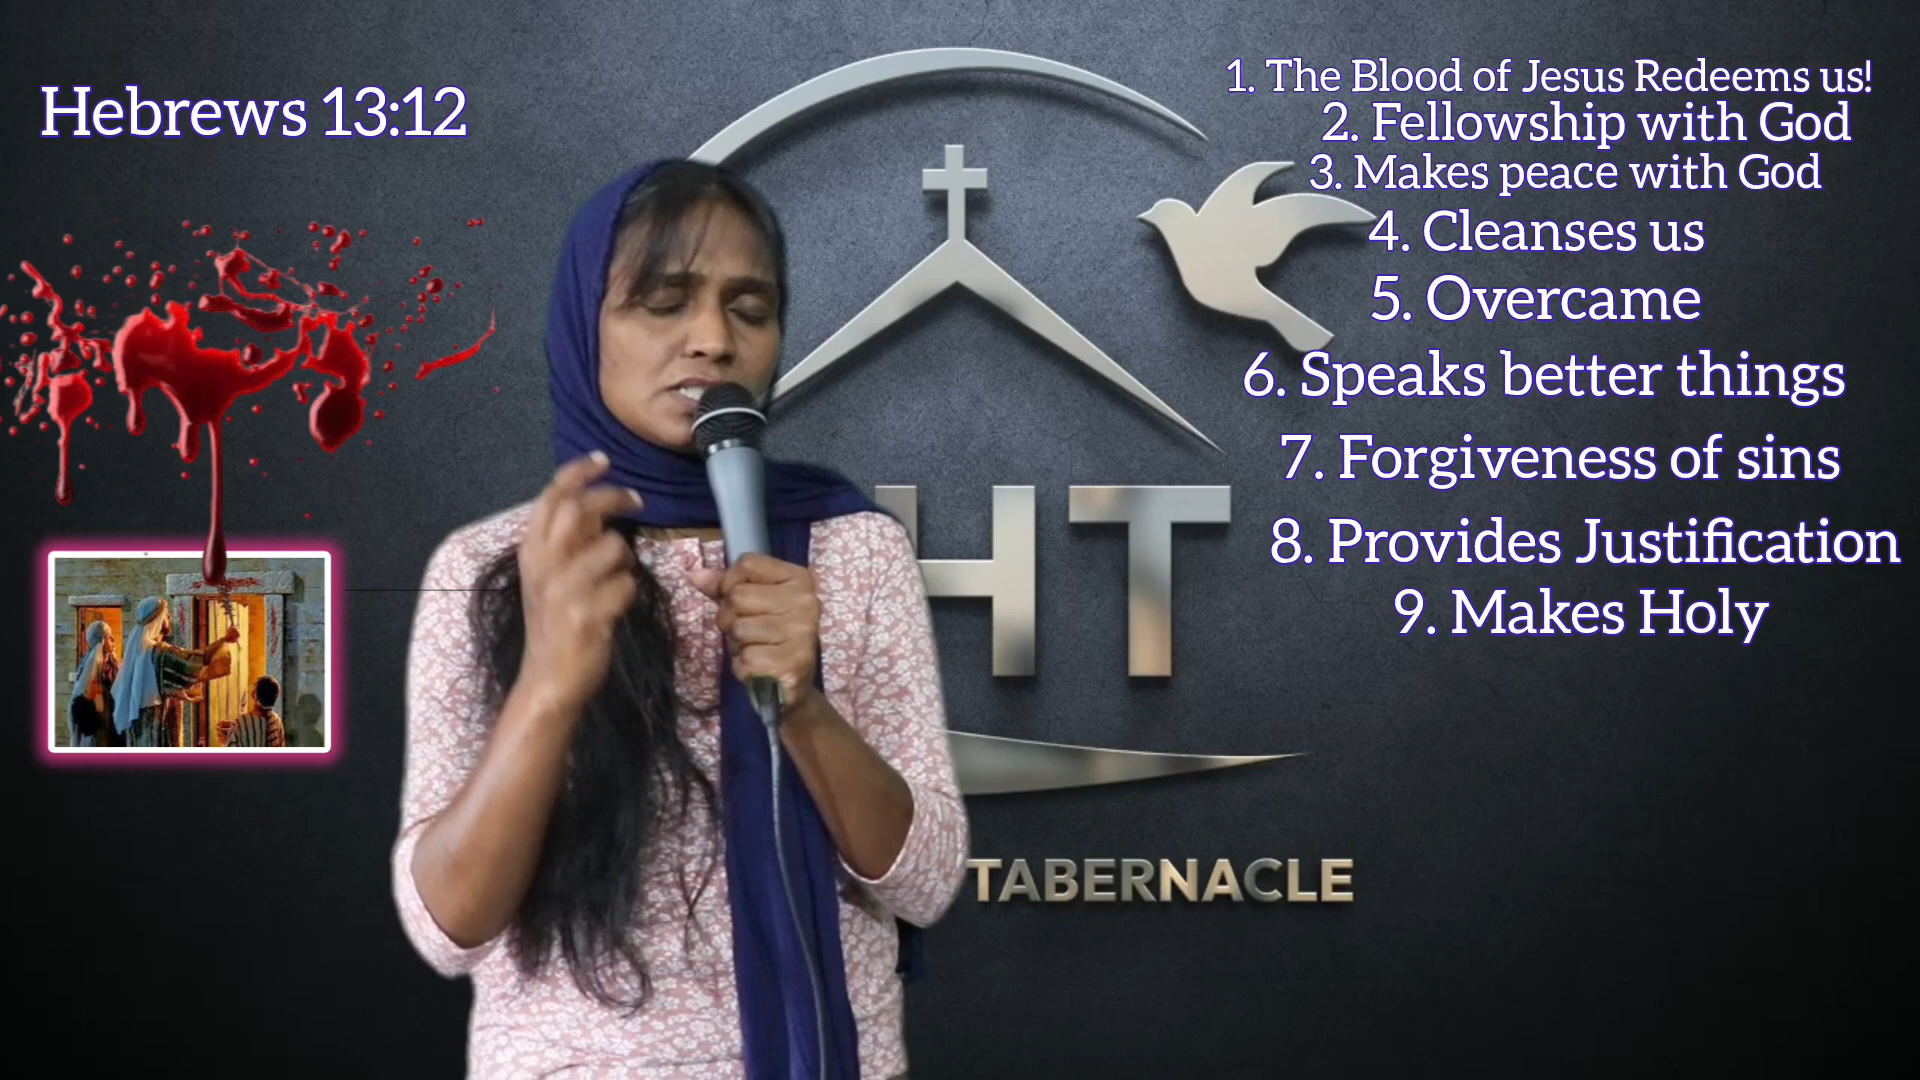 Hebrews 13:12
1. The Blood of Jesus Redeems us!
2. Fellowship with God
3. Makes peace with God
4. Cleanses us
5. Overcame
6. Speaks better things
7. Forgiveness of sins
8. Provides Justification
9. Makes Holy
HT
TABERNACLE